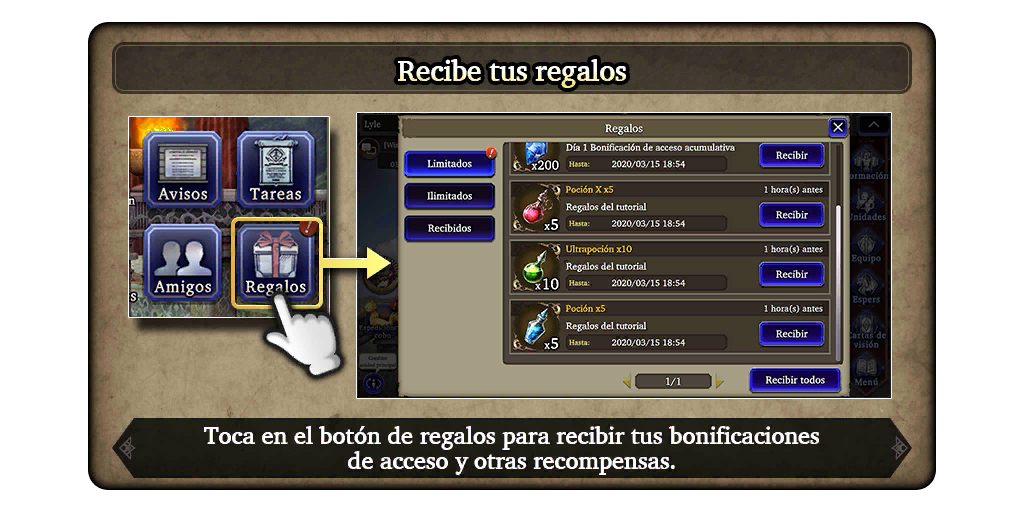 Recibe tus regalos
Avisos
Tareas
Amigos
Regalos
Lyle
Regalos
Limitados
Ilimitados
Recibidos
Día 1 Bonificación de acceso acumulativa
x200
Hasta: 2020/03/15 18:54
Recibir
Poción X x5
1 hora(s) antes
Regalos del tutorial
x5
Hasta: 2020/03/15 18:54
Recibir
Ultrapoción x10
1 hora(s) antes
Regalos del tutorial
x10
Hasta: 2020/03/15 18:54
Recibir
Poción x5
1 hora(s) antes
Regalos del tutorial
x5
Hasta: 2020/03/15 18:54
Recibir
1/1
Recibir todos
ormación
Unidades
Equipo
Espers
Cartas de
visión
Menú
Toca en el botón de regalos para recibir tus bonificaciones
de acceso y otras recompensas.